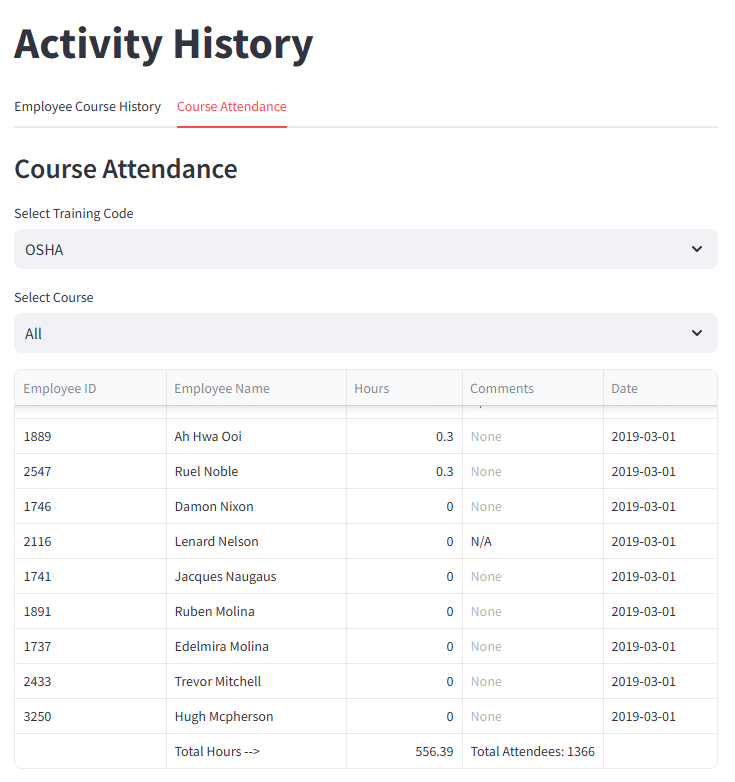 Activity History
Employee Course History Course Attendance
Course Attendance
Select Training Code
OSHA
Select Course
All
Employee ID Employee Name Hours Comments Date
1889 Ah Hwa Ooi 0.3 None 2019-03-01
2547 Ruel Noble 0.3 None 2019-03-01
1746 Damon Nixon 0 None 2019-03-01
2116 Lenard Nelson 0 N/A 2019-03-01
1741 Jacques Naugaus 0 None 2019-03-01
1891 Ruben Molina 0 None 2019-03-01
1737 Edelmira Molina 0 None 2019-03-01
2433 Trevor Mitchell 0 None 2019-03-01
3250 Hugh Mcpherson 0 None 2019-03-01
Total Hours --> 556.39 Total Attendees: 1366